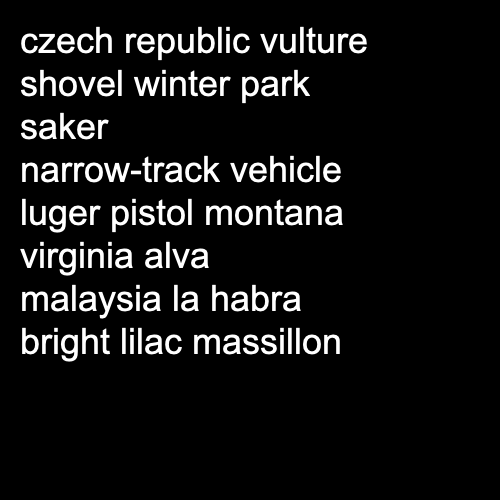 czech republic vulture
shovel winter park
saker
narrow-track vehicle
luger pistol montana
virginia alva
malaysia la habra
bright lilac massillon